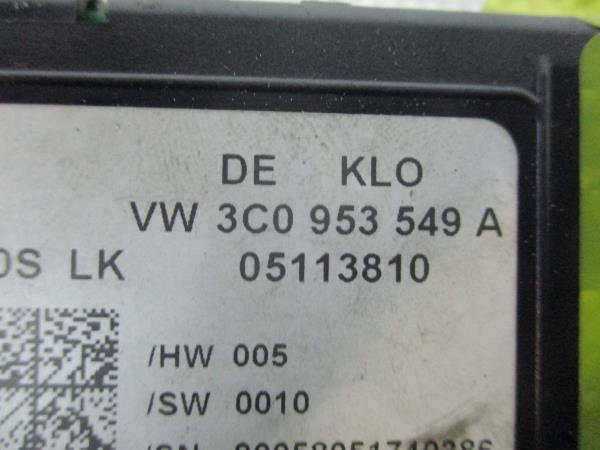 DE KLO
VW 3C0 953 549 A
LK 05113810
/HW 005
/SW 0010